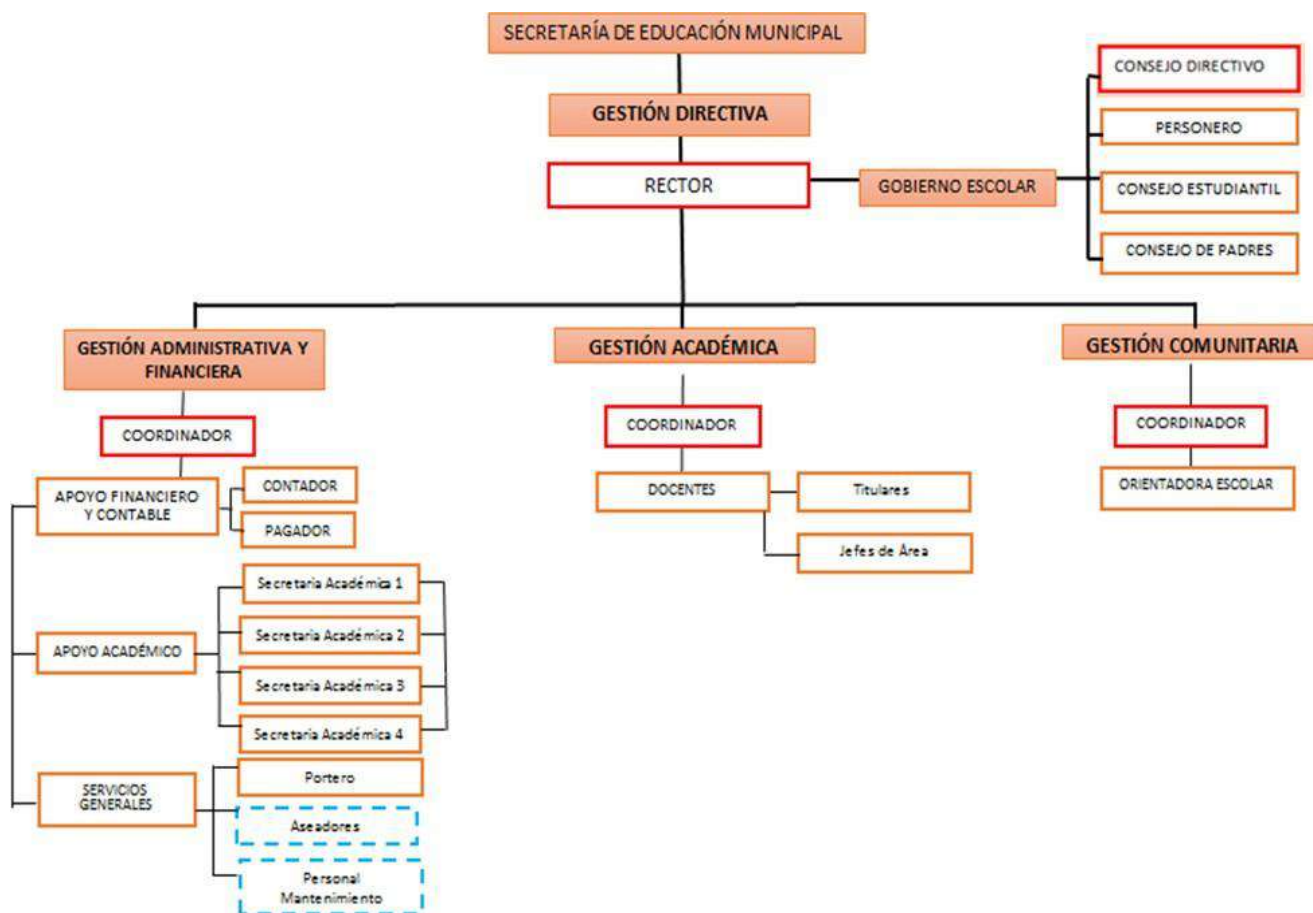 SECRETARÍA DE EDUCACIÓN MUNICIPAL
GESTIÓN DIRECTIVA
RECTOR
GOBIERNO ESCOLAR
CONSEJO DIRECTIVO
PERSONERO
CONSEJO ESTUDIANTIL
CONSEJO DE PADRES
GESTIÓN ADMINISTRATIVA Y
FINANCIERA
COORDINADOR
APOYO FINANCIERO
Y CONTABLE
CONTADOR
PAGADOR
APOYO ACADÉMICO
Secretaria Académica 1
Secretaria Académica 2
Secretaria Académica 3
Secretaria Académica 4
SERVICIOS
GENERALES
Portero
Aseadores
Personal
Mantenimiento
GESTIÓN ACADÉMICA
COORDINADOR
DOCENTES
Titulares
Jefes de Área
GESTIÓN COMUNITARIA
COORDINADOR
ORIENTADORA ESCOLAR